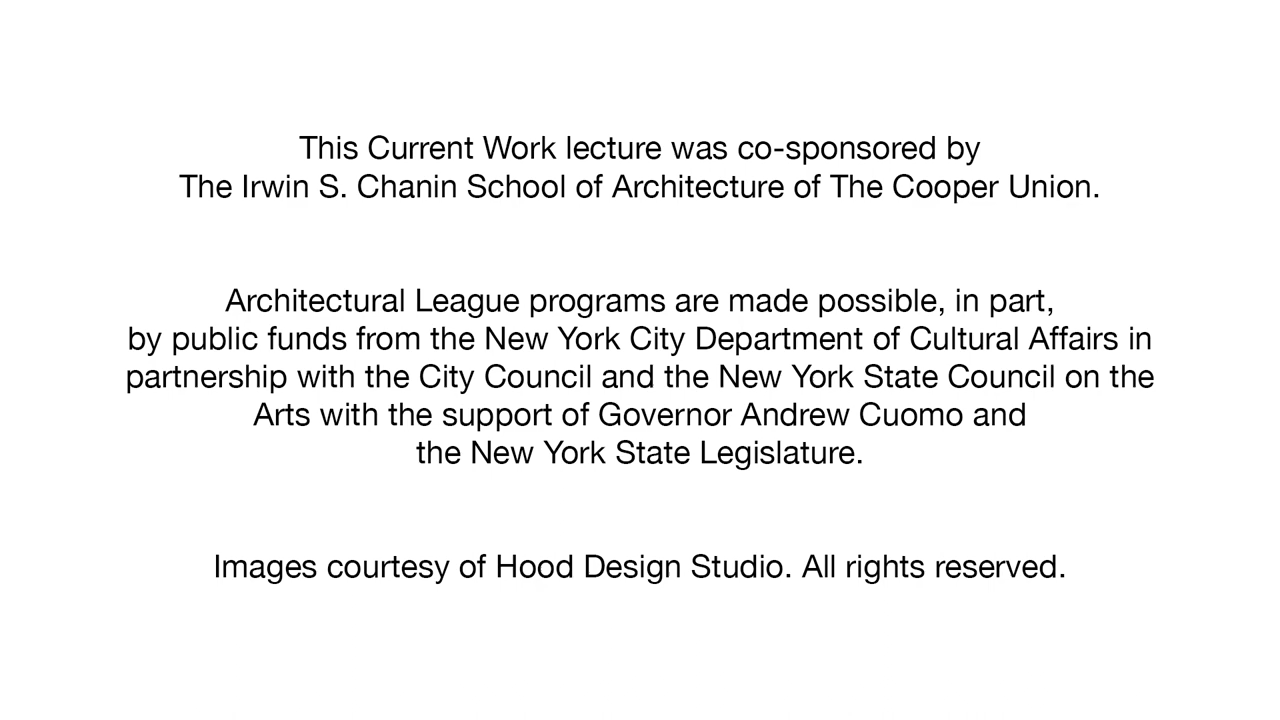 This Current Work lecture was co-sponsored by
The Irwin S. Chanin School of Architecture of The Cooper Union.
Architectural League programs are made possible, in part,
by public funds from the New York City Department of Cultural Affairs in
partnership with the City Council and the New York State Council on the
Arts with the support of Governor Andrew Cuomo and
the New York State Legislature.
Images courtesy of Hood Design Studio. All rights reserved.